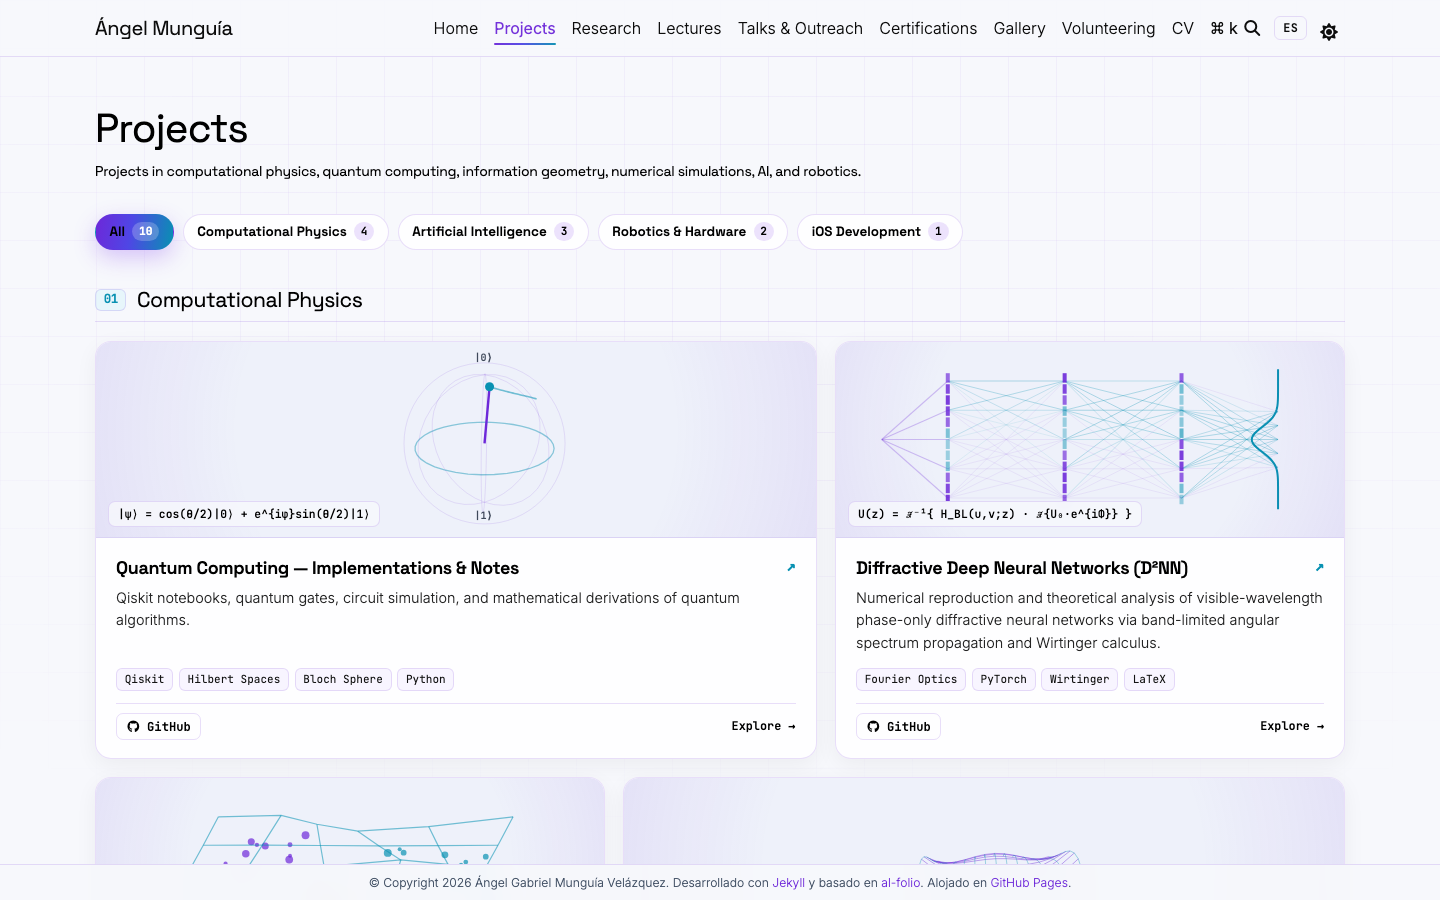 Ángel Munguía
Home Projects Research Lectures Talks & Outreach Certifications Gallery Volunteering CV ⌘ k ES
Projects
Projects in computational physics, quantum computing, information geometry, numerical simulations, AI, and robotics.
All 10 Computational Physics 4 Artificial Intelligence 3 Robotics & Hardware 2 iOS Development 1
01 Computational Physics
|0⟩
|1⟩
|ψ⟩ = cos(θ/2)|0⟩ + e^{iφ}sin(θ/2)|1⟩
Quantum Computing — Implementations & Notes ↗
Qiskit notebooks, quantum gates, circuit simulation, and mathematical derivations of quantum
algorithms.
Qiskit Hilbert Spaces Bloch Sphere Python
GitHub Explore →
U(z) = ℱ⁻¹{ H_BL(u,v;z) · ℱ{U₀·e^{iΦ}} }
Diffractive Deep Neural Networks (D²NN) ↗
Numerical reproduction and theoretical analysis of visible-wavelength
phase-only diffractive neural networks via band-limited angular
spectrum propagation and Wirtinger calculus.
Fourier Optics PyTorch Wirtinger LaTeX
GitHub Explore →
© Copyright 2026 Ángel Gabriel Munguía Velázquez. Desarrollado con Jekyll y basado en al-folio. Alojado en GitHub Pages.